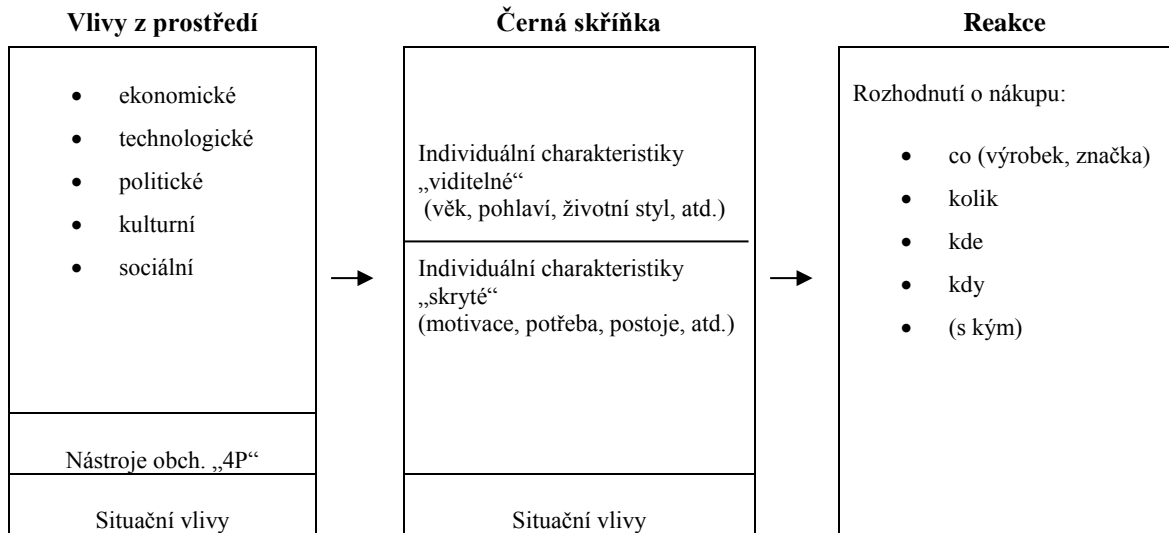 Vlivy z prostředí
• ekonomické
• technologické
• politické
• kulturní
• sociální
Nástroje obch. „4P“
Situační vlivy
Černá skříňka
Individuální charakteristiky
„viditelné“
(věk, pohlaví, životní styl, atd.)
Individuální charakteristiky
„skryté“
(motivace, potřeba, postoje, atd.)
Situační vlivy
Reakce
Rozhodnutí o nákupu:
• co (výrobek, značka)
• kolik
• kde
• kdy
• (s kým)